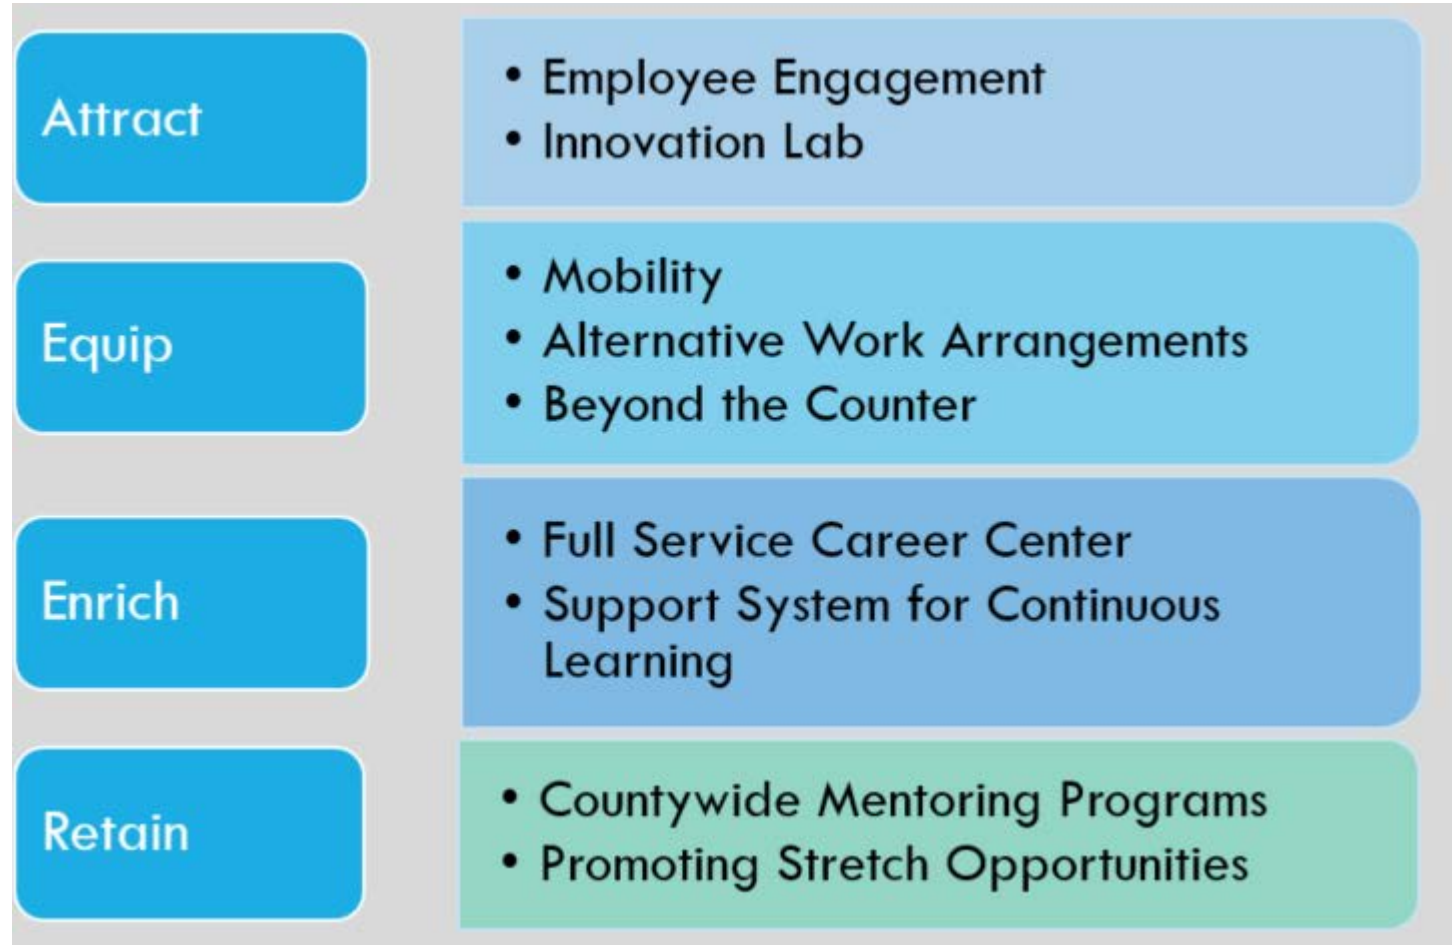 Attract
• Employee Engagement
• Innovation Lab
Equip
• Mobility
• Alternative Work Arrangements
• Beyond the Counter
Enrich
• Full Service Career Center
• Support System for Continuous
Learning
Retain
• Countywide Mentoring Programs
• Promoting Stretch Opportunities